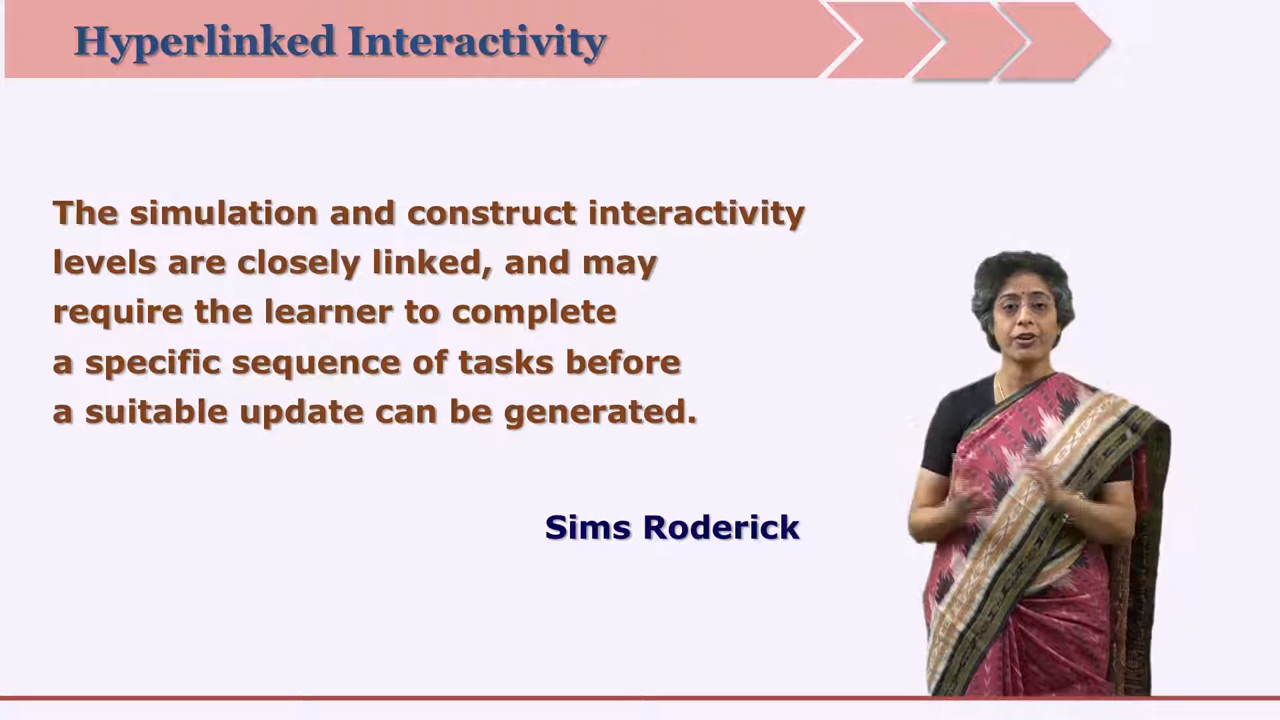 Hyperlinked Interactivity
The simulation and construct interactivity
levels are closely linked, and may
require the learner to complete
a specific sequence of tasks before
a suitable update can be generated.
Sims Roderick